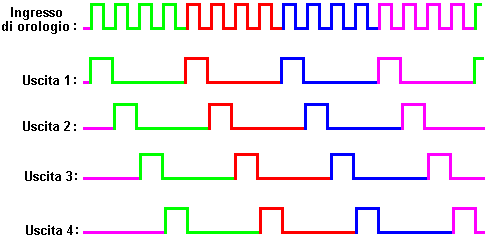 Ingresso
di orologio :
Uscita 1:
Uscita 2 :
Uscita 3 :
Uscita 4: